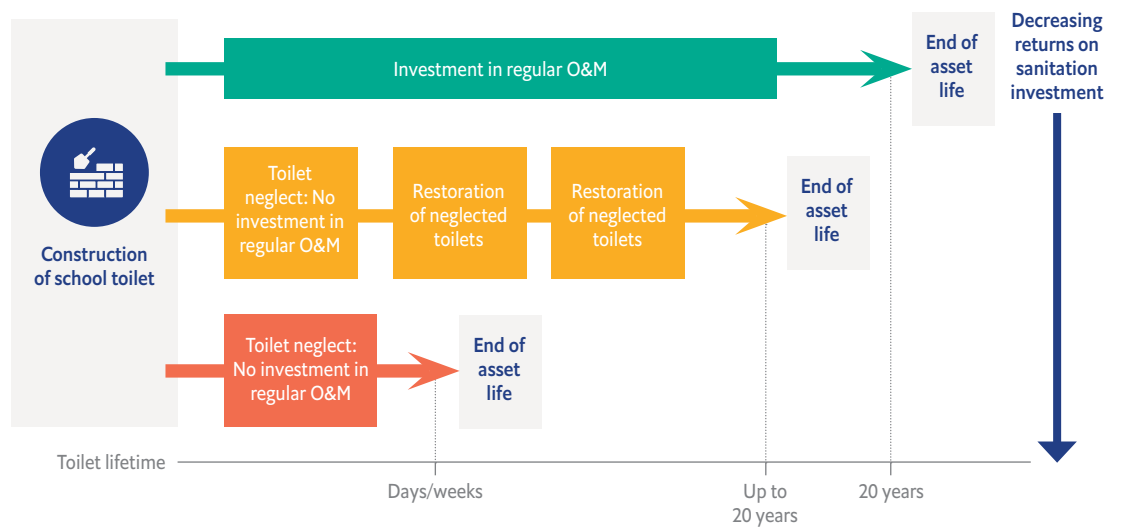 Investment in regular O&M
End of
asset
life
Decreasing
returns on
sanitation
investment
Construction
of school toilet
Toilet
neglect: No
investment in
regular O&M
Restoration
of neglected
toilets
Restoration
of neglected
toilets
End of
asset
life
Toilet neglect:
No investment in
regular O&M
End of
asset
life
Toilet lifetime
Days/weeks
Up to
20 years
20 years